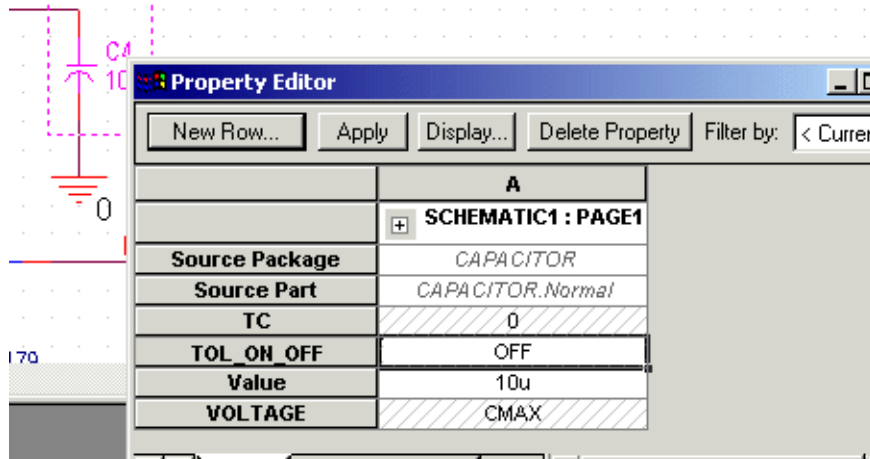 C4
10
Property Editor
New Row... Apply Display... Delete Property Filter by: < Curren
A
SCHEMATIC1 : PAGE1
Source Package CAPACITOR
Source Part CAPACITOR.Normal
TC 0
0
TOL_ON_OFF OFF
Value 10u
VOLTAGE CMAX